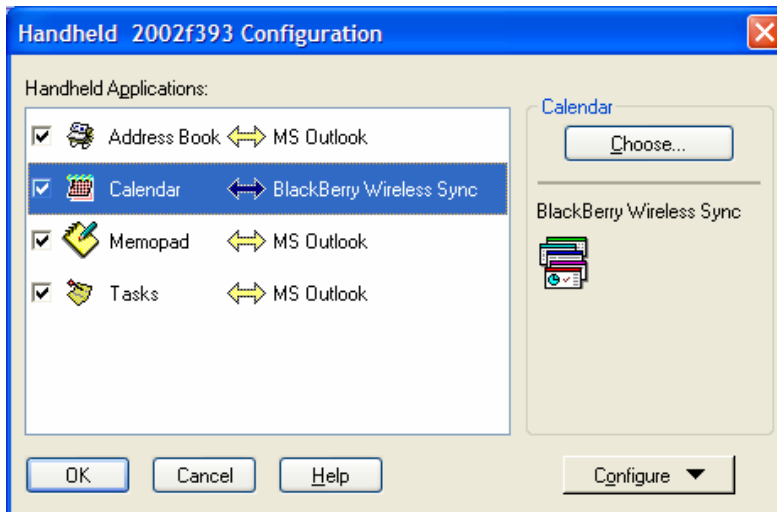 Handheld 2002f393 Configuration
Handheld Applications:
Address Book MS Outlook
Calendar BlackBerry Wireless Sync
Memopad MS Outlook
Tasks MS Outlook
Calendar
Choose...
BlackBerry Wireless Sync
OK Cancel Help Configure